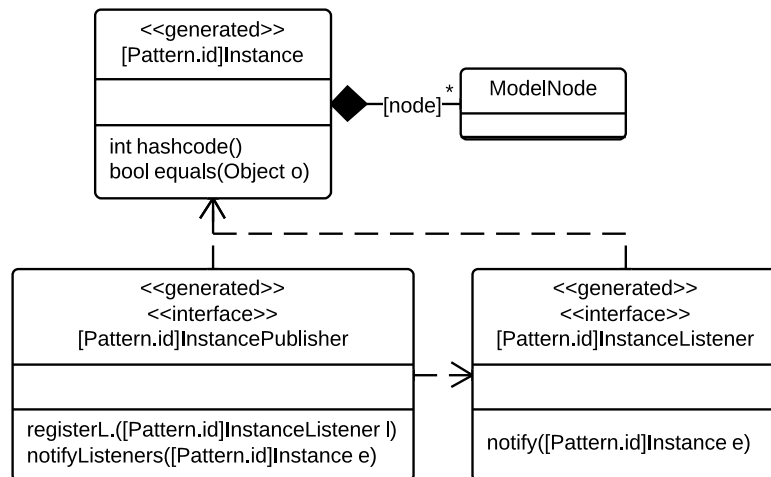 <<generated>>
[Pattern.id]Instance
int hashcode()
bool equals(Object o)
[node]
*
ModelNode
<<generated>>
<<interface>>
[Pattern.id]InstancePublisher
registerL.([Pattern.id]InstanceListener l)
notifyListeners([Pattern.id]Instance e)
<<generated>>
<<interface>>
[Pattern.id]InstanceListener
notify([Pattern.id]Instance e)